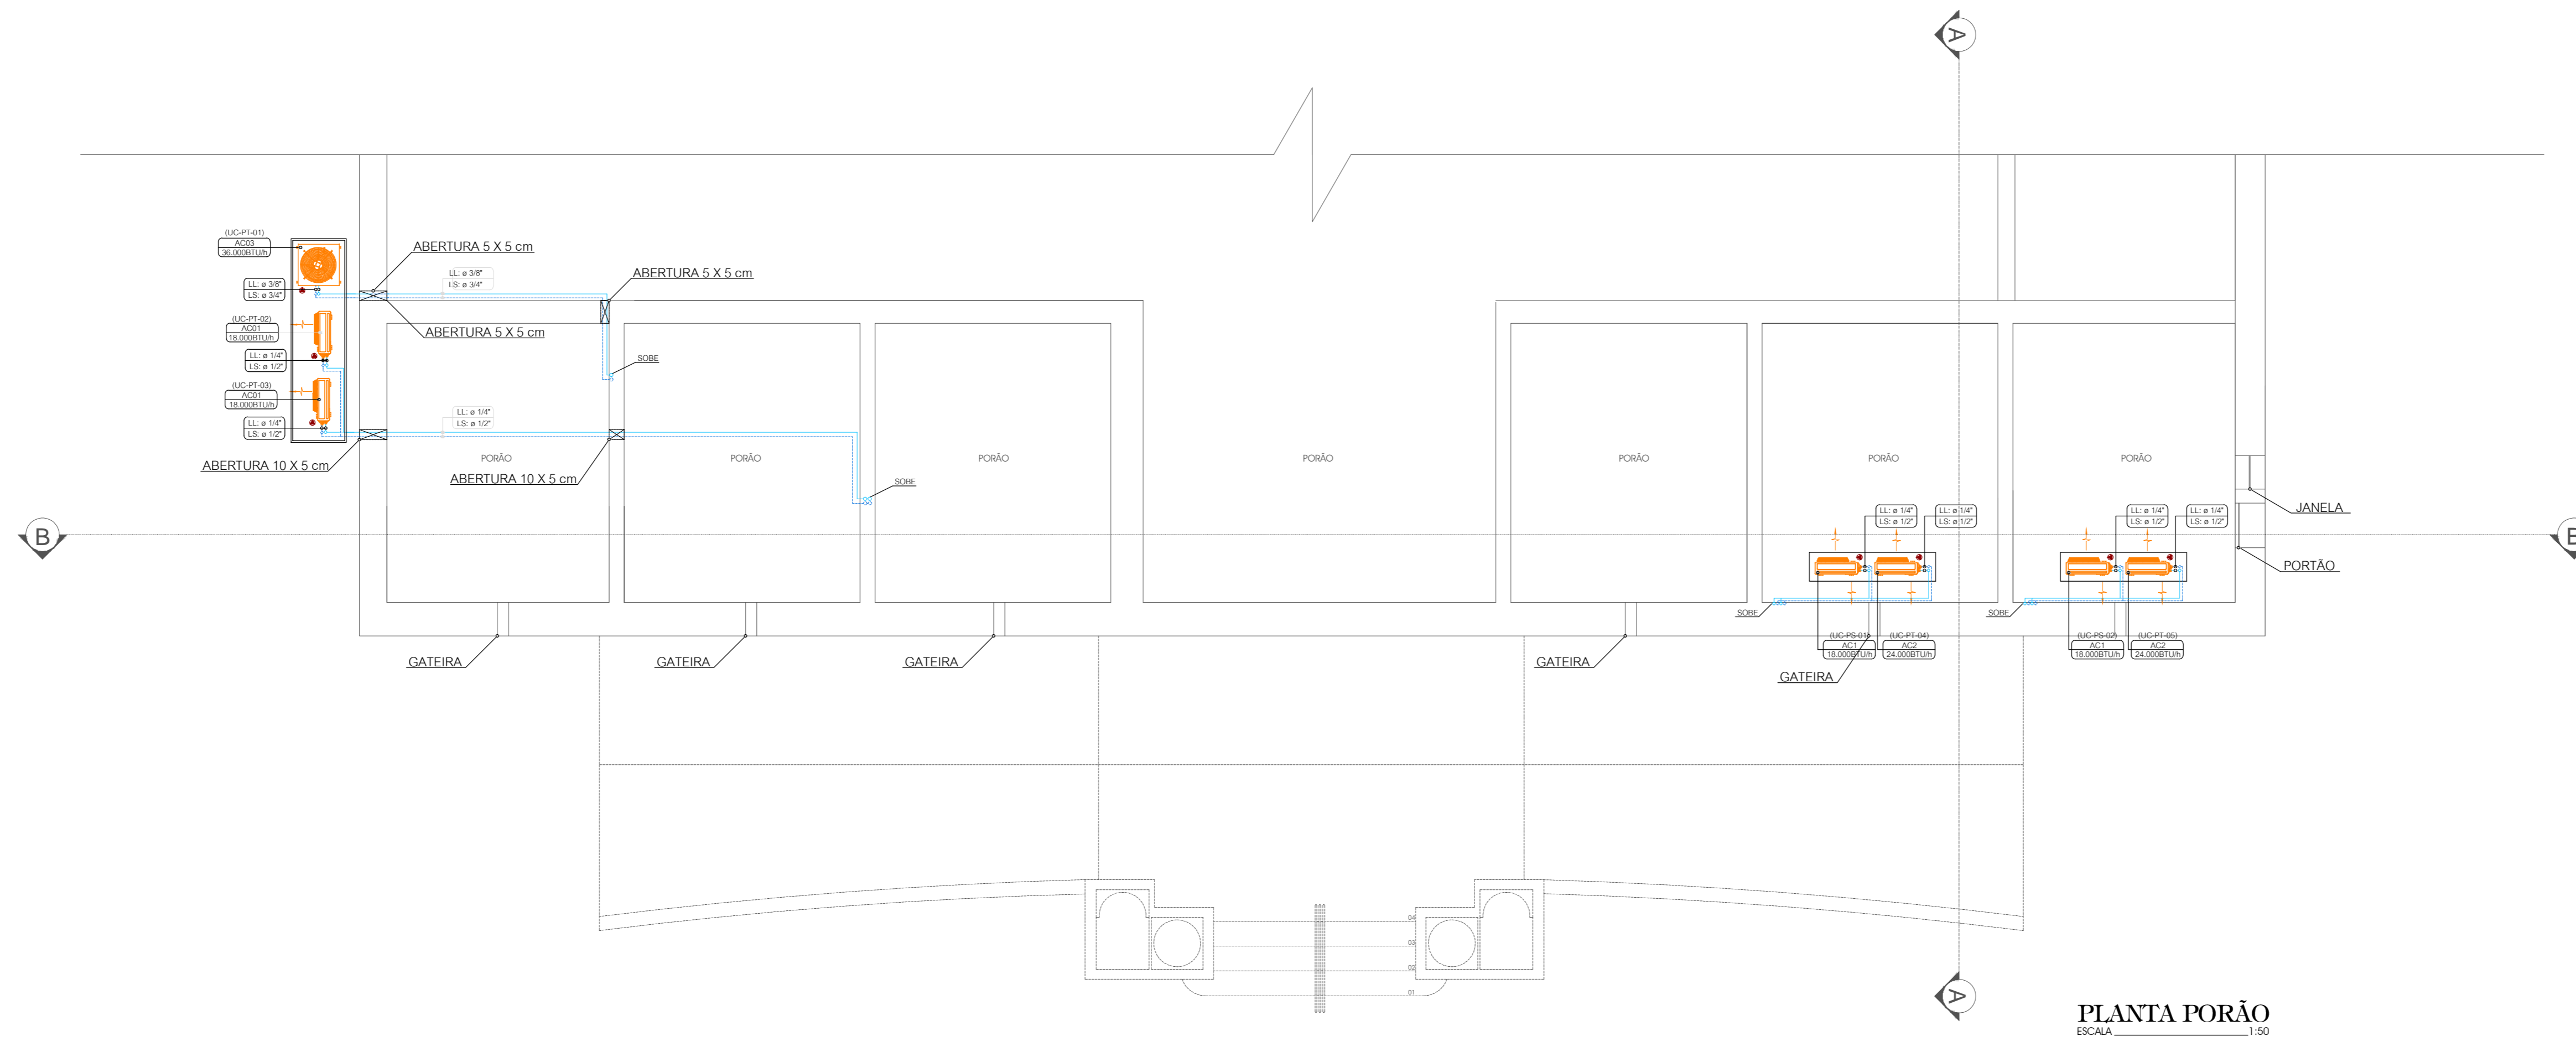 A
(UC-PT-01)
AC03
36.000BTU/h
ABERTURA 5 X 5 cm
LL: ø 3/8"
LS: ø 3/4"
ABERTURA 5 X 5 cm
LL: ø 3/8"
LS: ø 3/4"
(UC-PT-02)
AC01
18.000BTU/h
ABERTURA 5 X 5 cm
LL: ø 1/4"
LS: ø 1/2"
SOBE
(UC-PT-03)
AC01
18.000BTU/h
LL: ø 1/4"
LS: ø 1/2"
LL: ø 1/4"
LS: ø 1/2"
ABERTURA 10 X 5 cm
PORÃO
PORÃO
PORÃO
PORÃO
PORÃO
PORÃO
PORÃO
ABERTURA 10 X 5 cm
SOBE
LL: ø 1/4"
LS: ø 1/2"
LL: ø 1/4"
LS: ø 1/2"
LL: ø 1/4"
LS: ø 1/2"
LL: ø 1/4"
LS: ø 1/2"
JANELA
B
B
PORTÃO
SOBE
SOBE
(UC-PS-01)
AC1
18.000BTU/h
(UC-PT-04)
AC2
24.000BTU/h
(UC-PS-02)
AC1
18.000BTU/h
(UC-PT-05)
AC2
24.000BTU/h
GATEIRA
GATEIRA
GATEIRA
GATEIRA
GATEIRA
04
03
02
01
A
PLANTA PORÃO
ESCALA 1:50